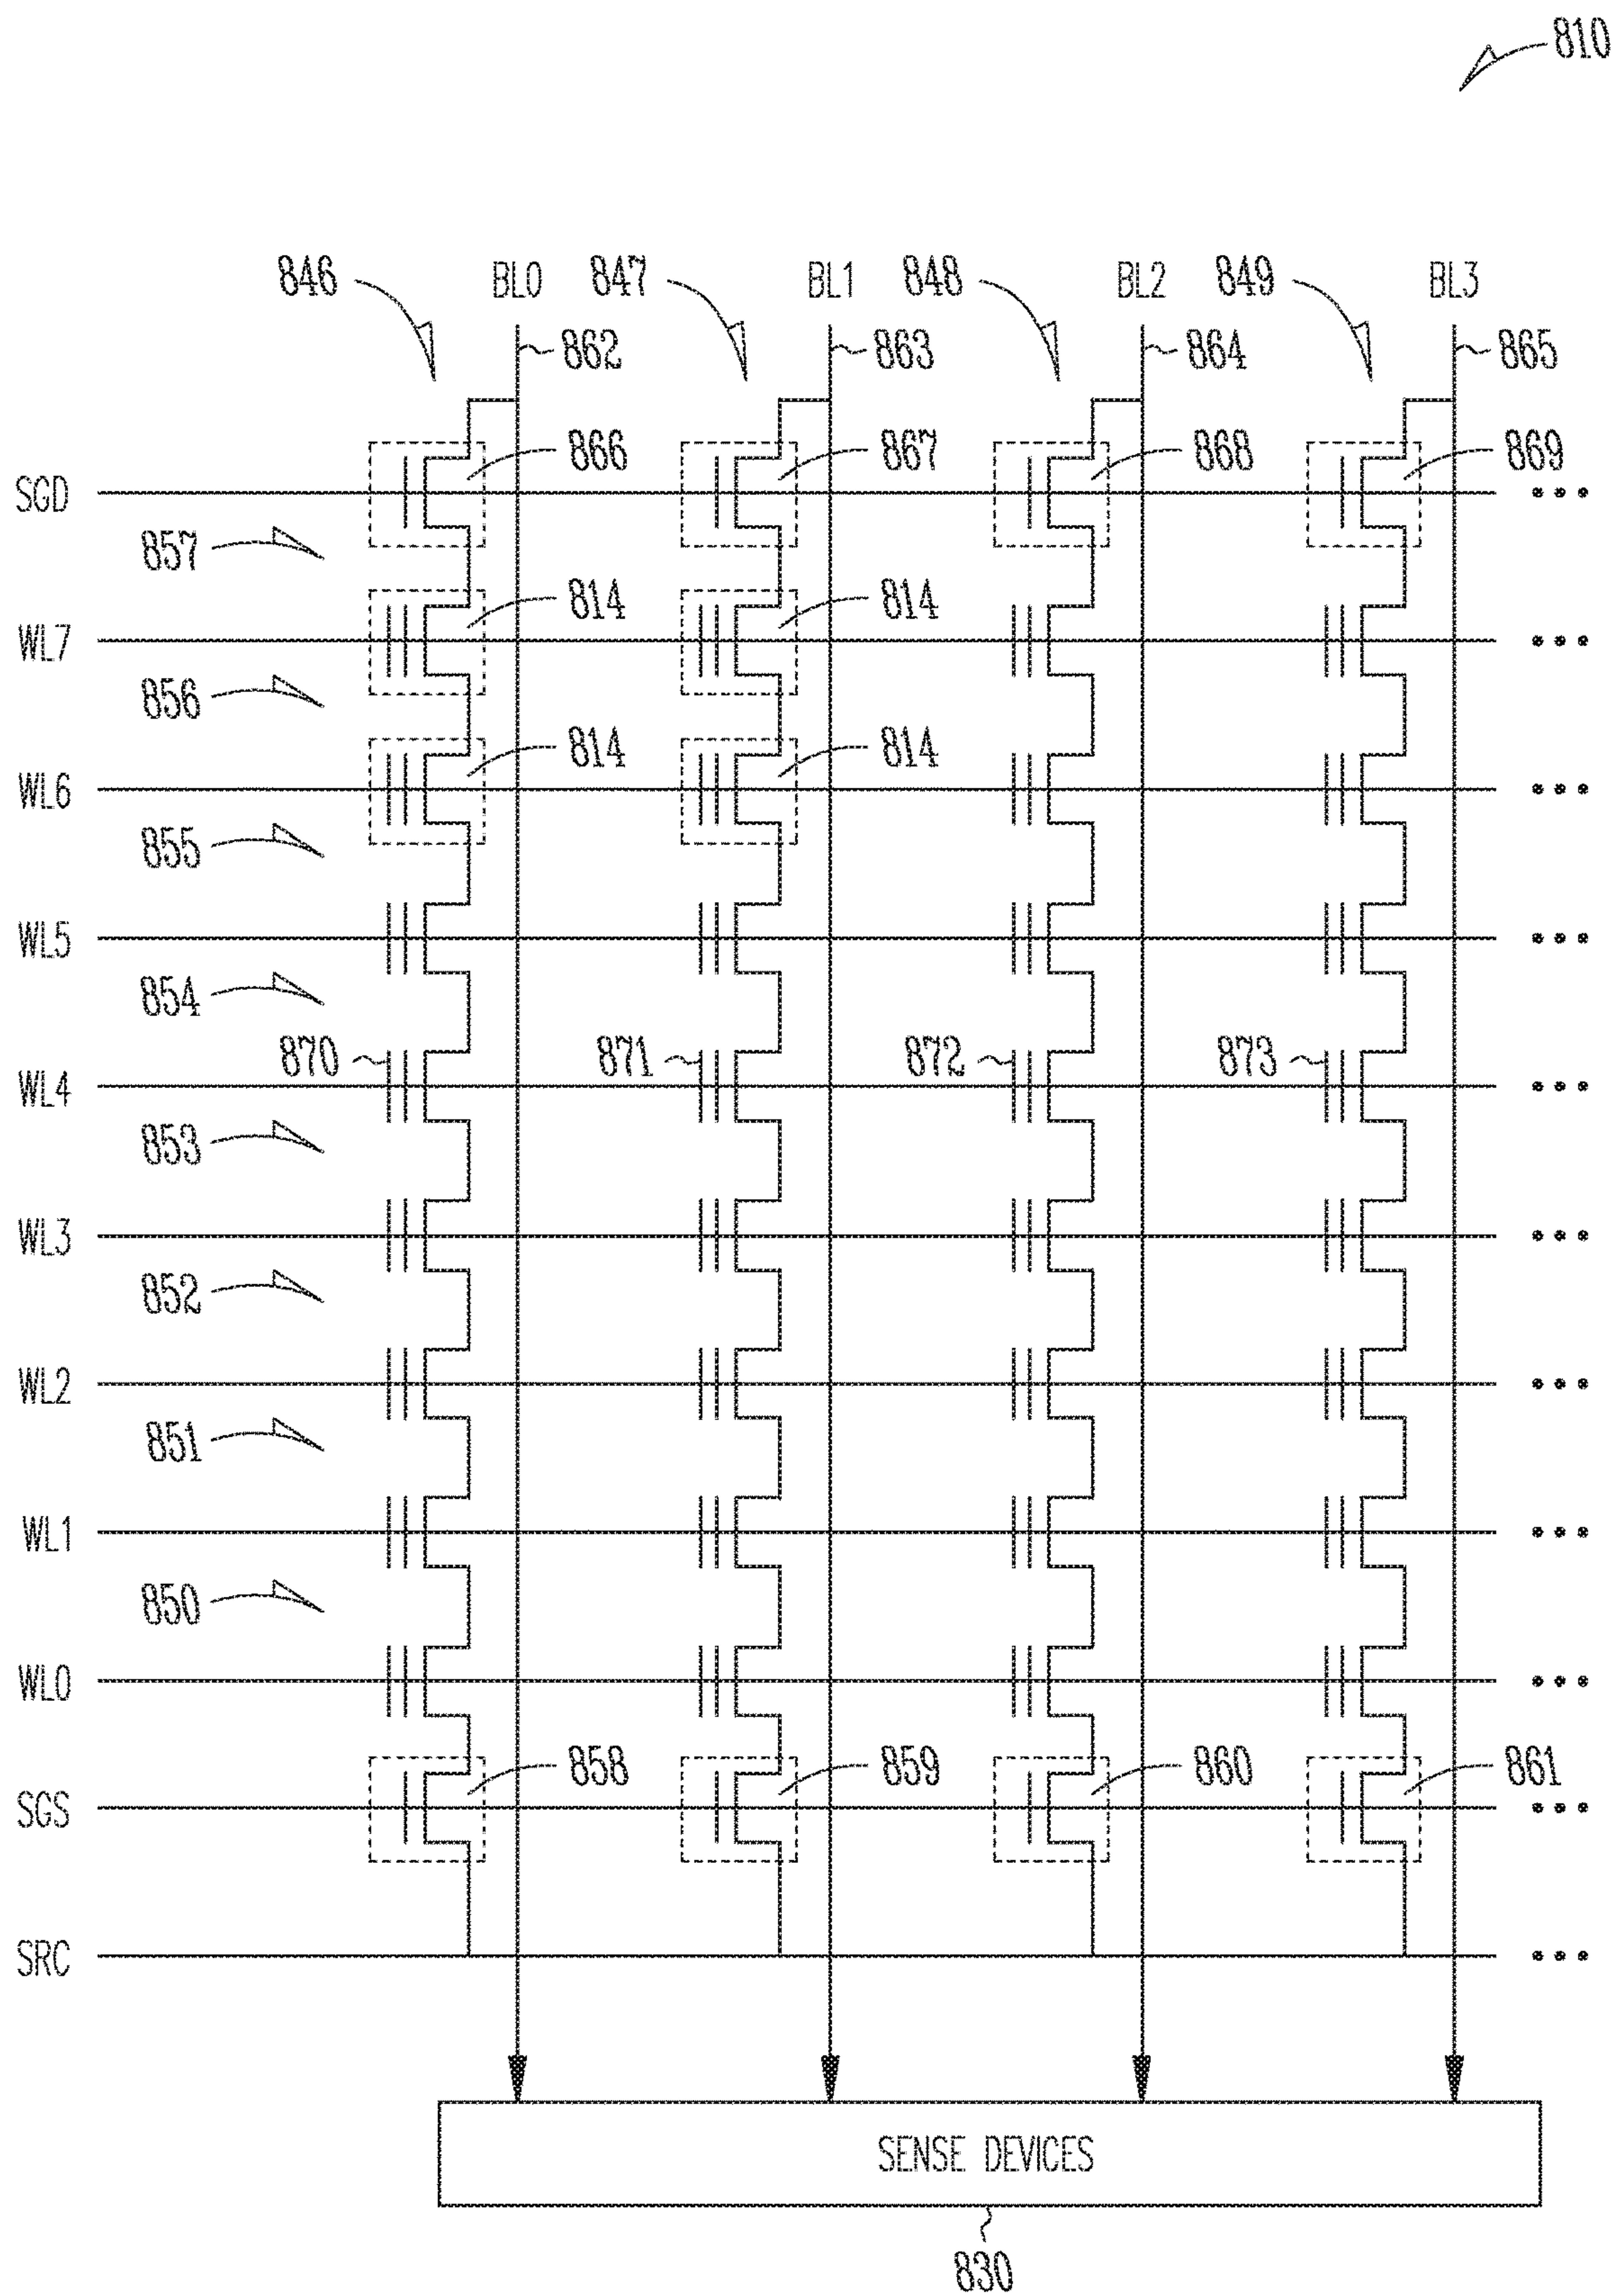 810
846 BL0 847 BL1 848 BL2 849 BL3
862 863 864 865
866 867 868 869
SGD
857
814 814
WL7
856
814 814
WL6
855
WL5
854
870 871 872 873
WL4
853
WL3
852
WL2
851
WL1
850
WL0
858 859 860 861
SGS
SRC
SENSE DEVICES
830